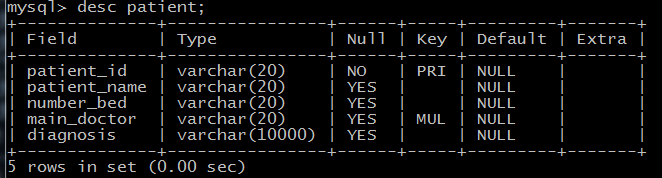 mysql> desc patient;
+--------------+----------------+------+-----+---------+-------+
| Field        | Type           | Null | Key | Default | Extra |
+--------------+----------------+------+-----+---------+-------+
| patient_id   | varchar(20)    | NO   | PRI | NULL    |       |
| patient_name | varchar(20)    | YES  |     | NULL    |       |
| number_bed   | varchar(20)    | YES  |     | NULL    |       |
| main_doctor  | varchar(20)    | YES  | MUL | NULL    |       |
| diagnosis    | varchar(10000) | YES  |     | NULL    |       |
+--------------+----------------+------+-----+---------+-------+
5 rows in set (0.00 sec)